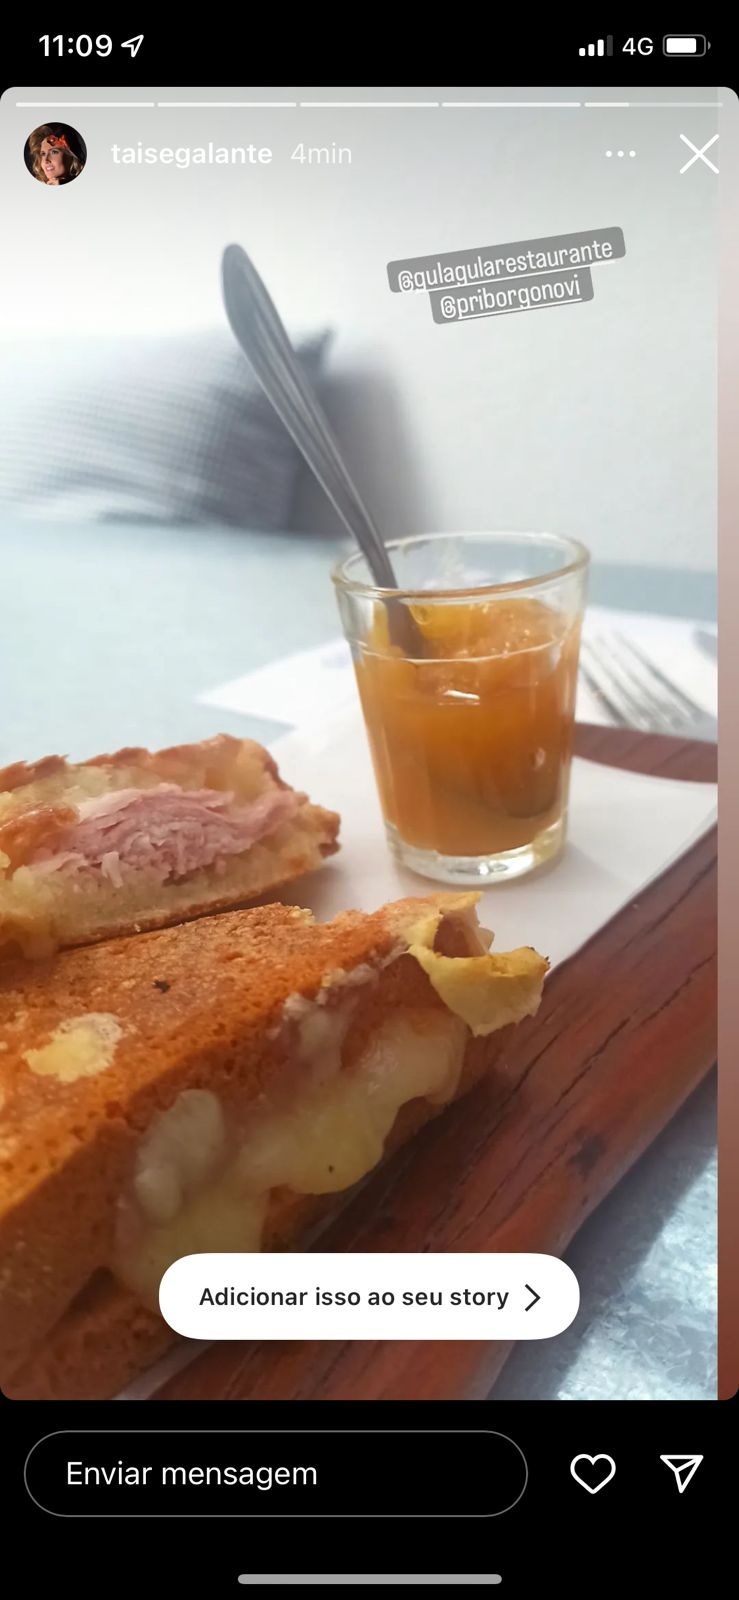 11:09
4G
taisegalante 4min
@gulagularestaurante
@priborgonovi
Adicionar isso ao seu story
Enviar mensagem